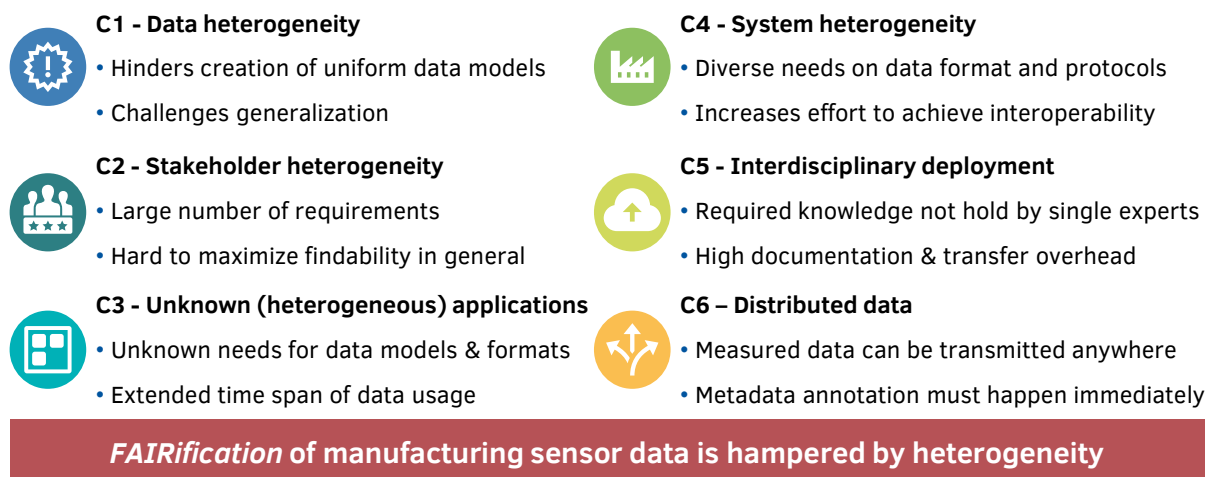 C1 - Data heterogeneity
• Hinders creation of uniform data models
• Challenges generalization
C2 - Stakeholder heterogeneity
• Large number of requirements
• Hard to maximize findability in general
C3 - Unknown (heterogeneous) applications
• Unknown needs for data models & formats
• Extended time span of data usage
C4 - System heterogeneity
• Diverse needs on data format and protocols
• Increases effort to achieve interoperability
C5 - Interdisciplinary deployment
• Required knowledge not hold by single experts
• High documentation & transfer overhead
C6 – Distributed data
• Measured data can be transmitted anywhere
• Metadata annotation must happen immediately
FAIRification of manufacturing sensor data is hampered by heterogeneity